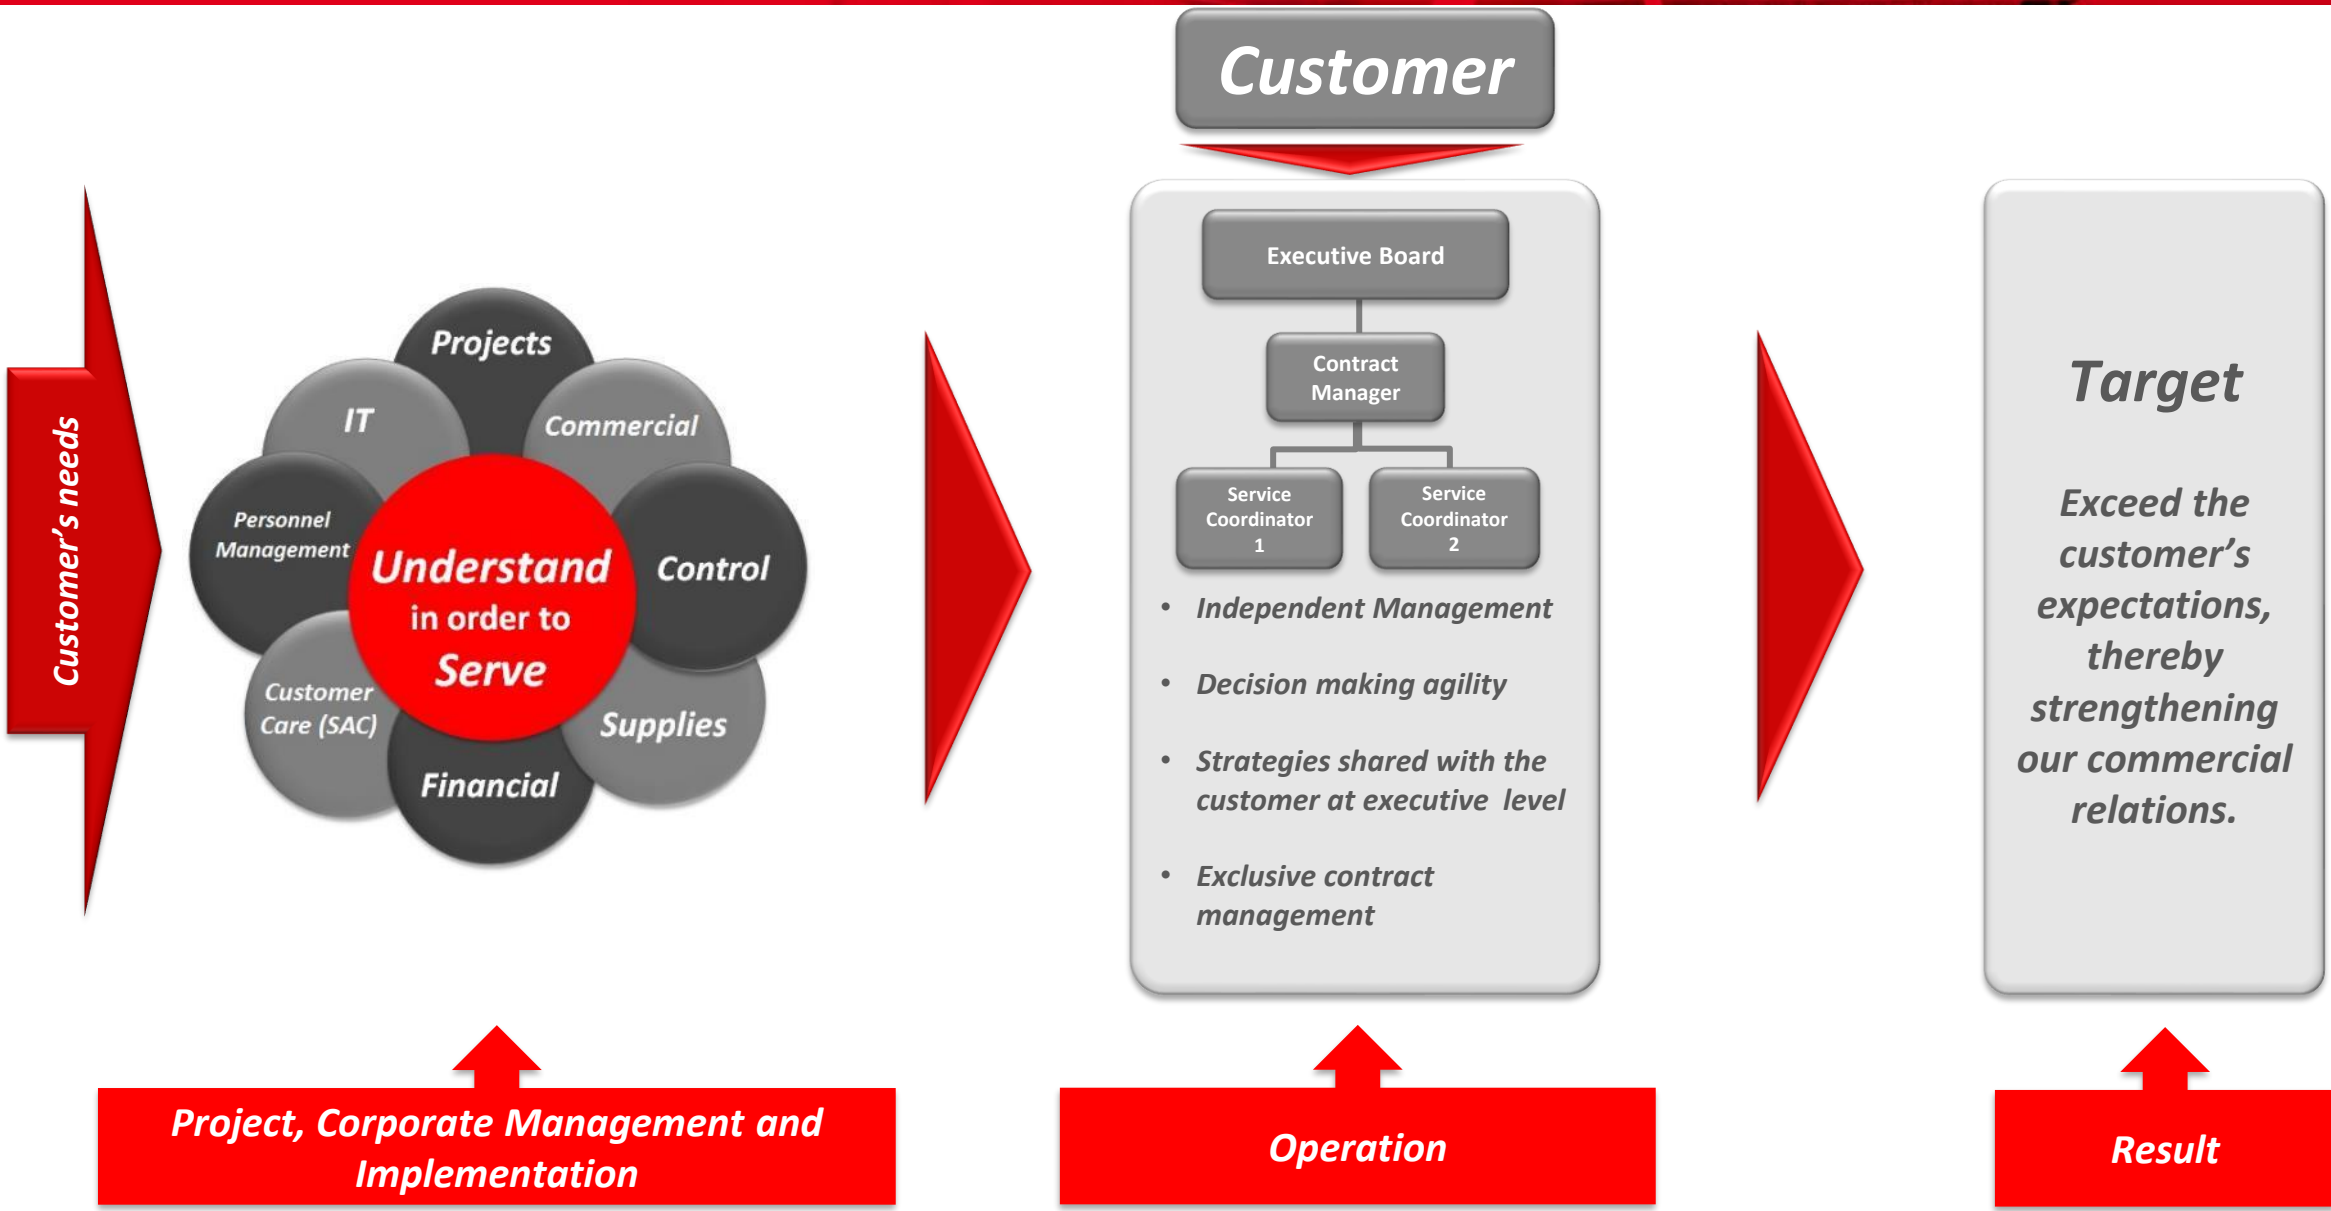 Customer
Customer's needs
Projects
IT
Commercial
Personnel
Management
Understand
in order to
Serve
Control
Customer
Care (SAC)
Supplies
Financial
Executive Board
Contract
Manager
Service
Coordinator
1
Service
Coordinator
2
• Independent Management
• Decision making agility
• Strategies shared with the
customer at executive level
• Exclusive contract
management
Target
Exceed the
customer’s
expectations,
thereby
strengthening
our commercial
relations.
Project, Corporate Management and
Implementation
Operation
Result